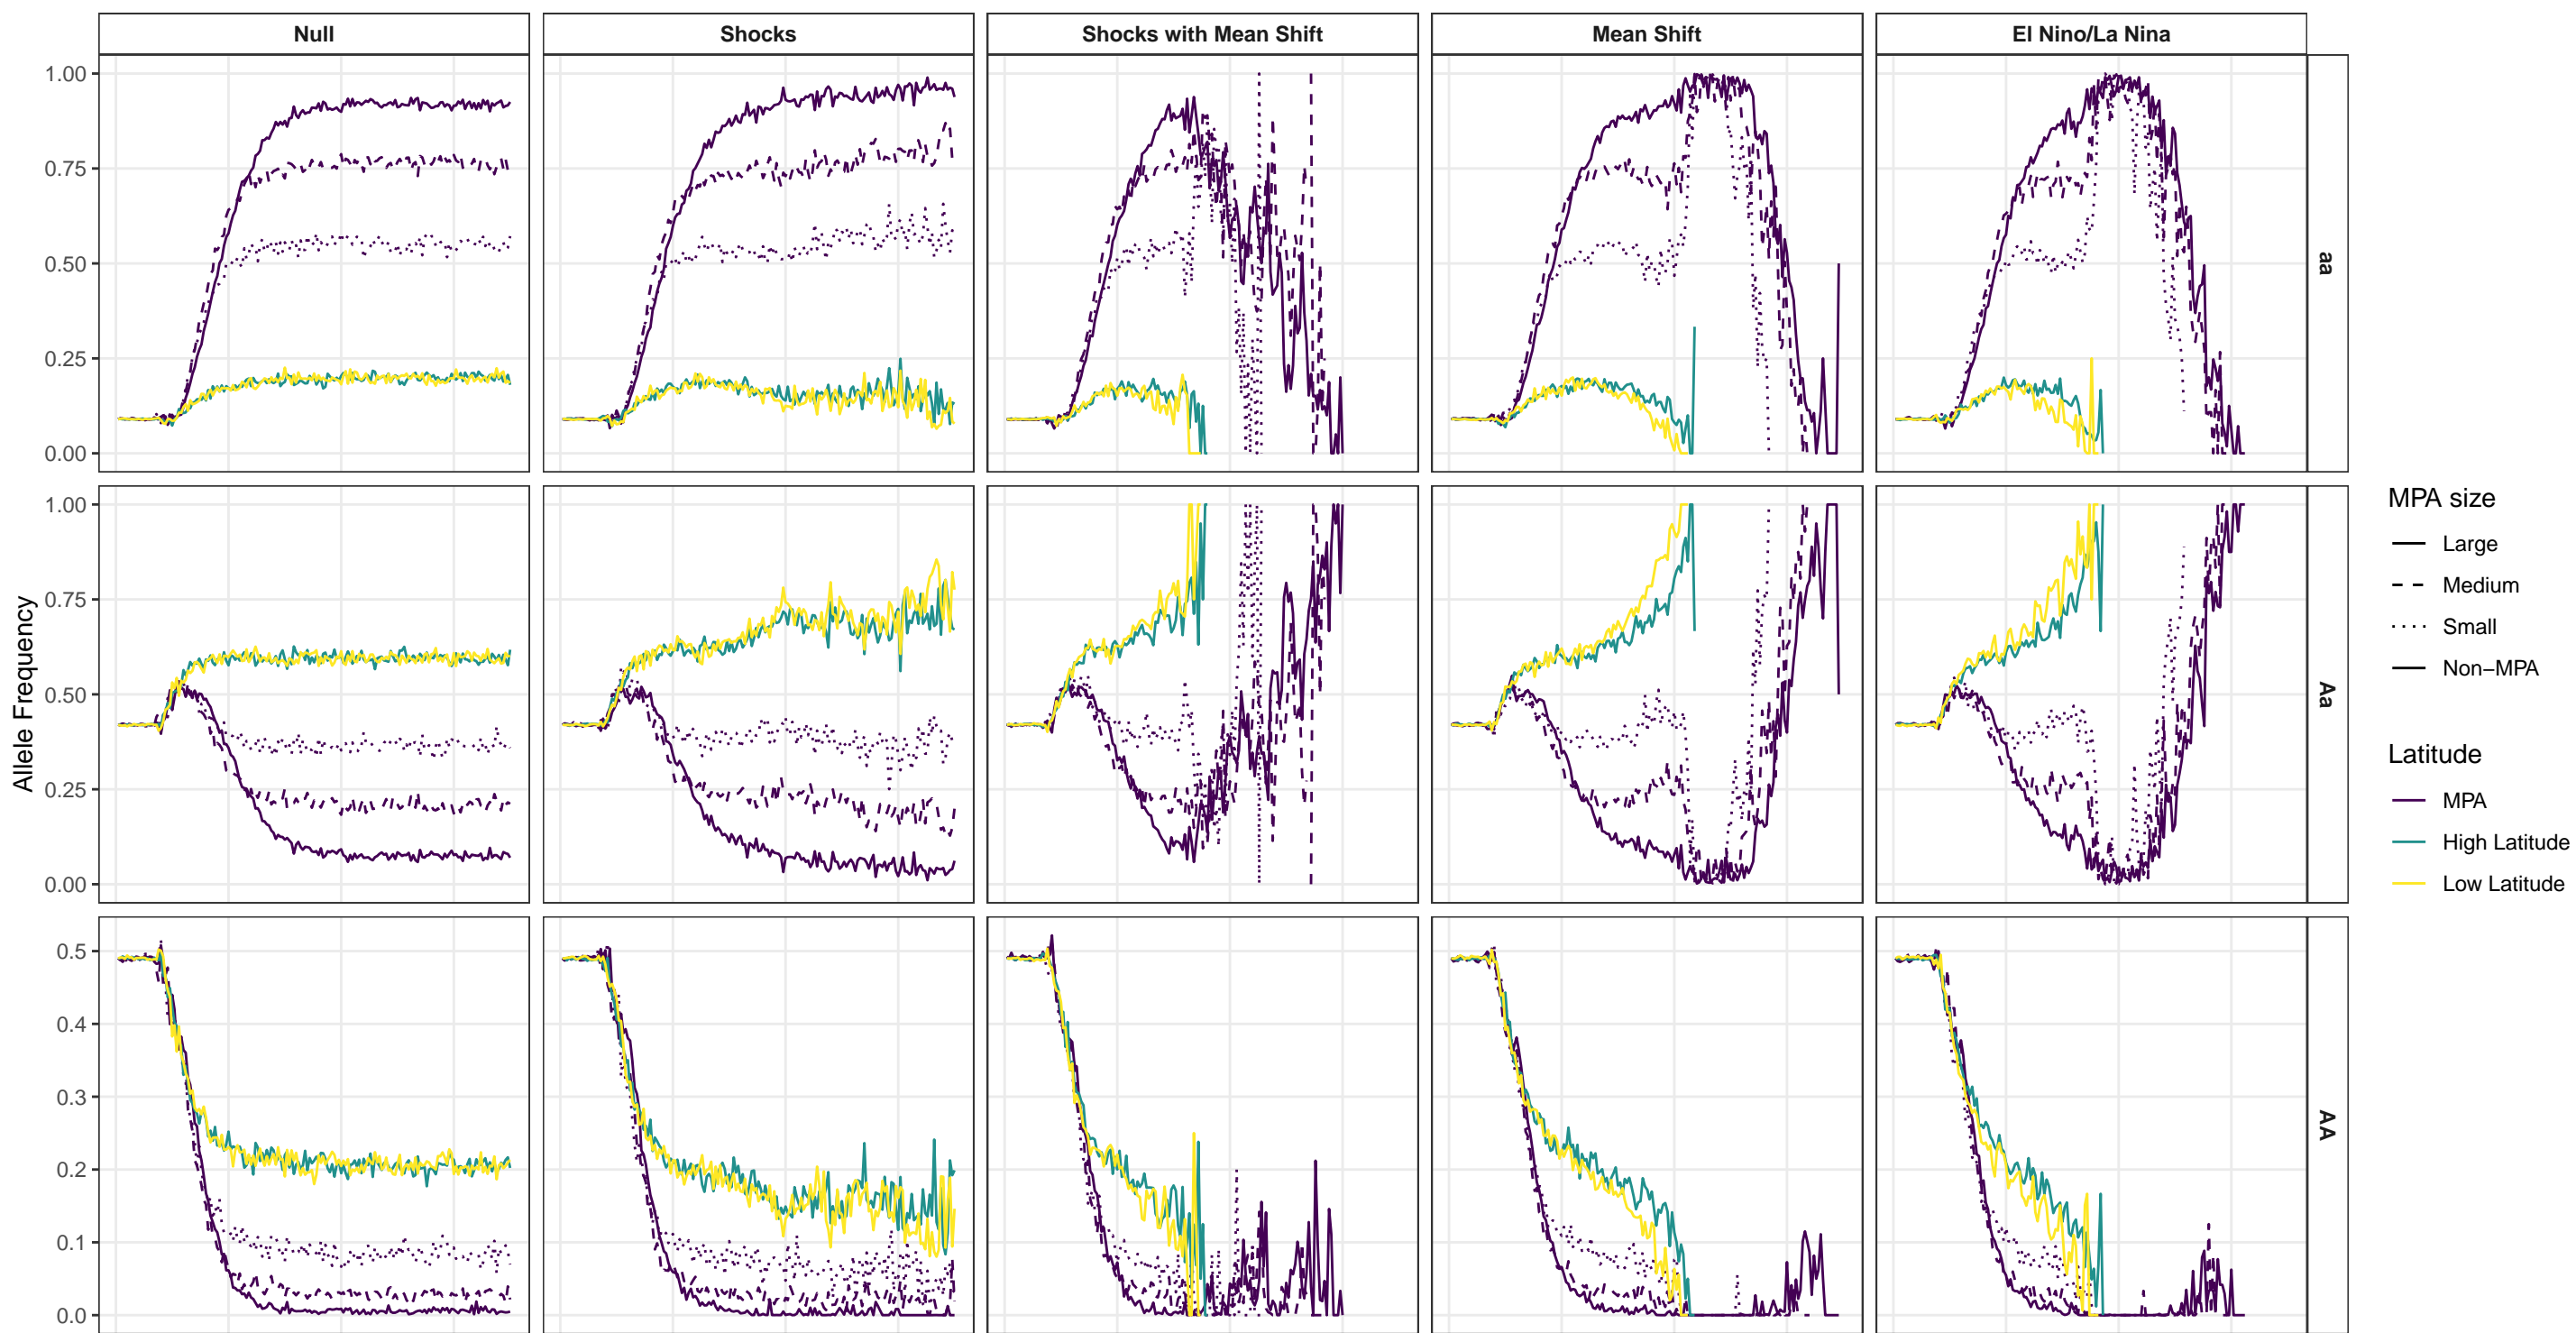 Null
Shocks
Shocks with Mean Shift
Mean Shift
El Nino/La Nina
1.00
0.75
0.50
0.25
0.00
aa
1.00
0.75
0.50
0.25
0.00
Aa
0.5
0.4
0.3
0.2
0.1
0.0
AA
Allele Frequency
MPA size
Large
Medium
Small
Non−MPA
Latitude
MPA
High Latitude
Low Latitude